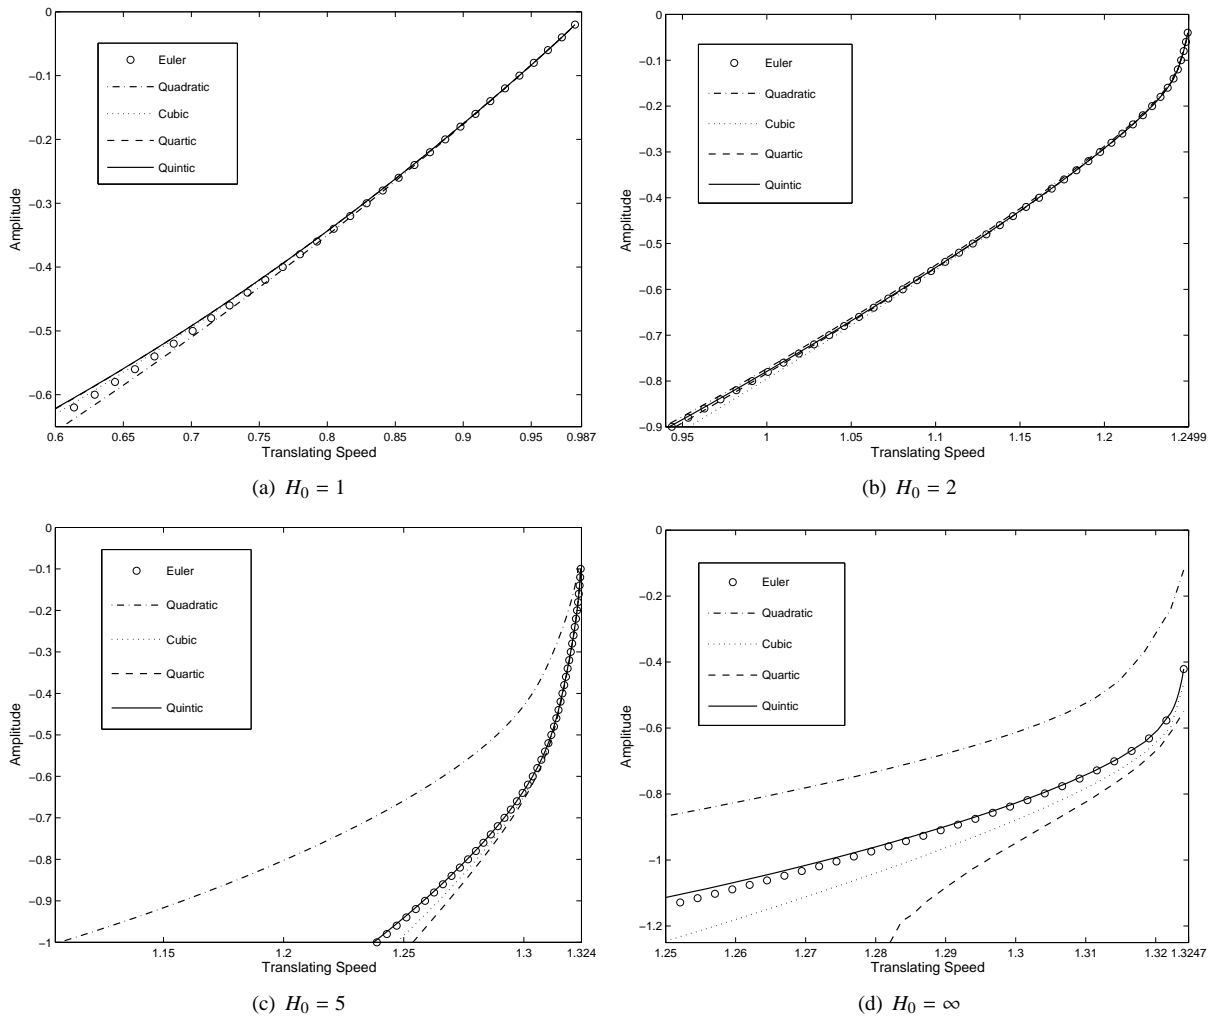 0
−0.1
−0.2
−0.3
−0.4
−0.5
−0.6
Amplitude
Euler
Quadratic
Cubic
Quartic
Quintic
0.6
0.65
0.7
0.75
0.8
0.85
0.9
0.95
0.987
Translating Speed
(a) H₀ = 1
0
−0.1
−0.2
−0.3
−0.4
−0.5
−0.6
−0.7
−0.8
−0.9
Amplitude
Euler
Quadratic
Cubic
Quartic
Quintic
0.95
1
1.05
1.1
1.15
1.2
1.2499
Translating Speed
(b) H₀ = 2
0
−0.1
−0.2
−0.3
−0.4
−0.5
−0.6
−0.7
−0.8
−0.9
−1
Amplitude
Euler
Quadratic
Cubic
Quartic
Quintic
1.15
1.2
1.25
1.3
1.324
Translating Speed
(c) H₀ = 5
0
−0.2
−0.4
−0.6
−0.8
−1
−1.2
Amplitude
Euler
Quadratic
Cubic
Quartic
Quintic
1.25
1.26
1.27
1.28
1.29
1.3
1.31
1.32
1.3247
Translating Speed
(d) H₀ = ∞